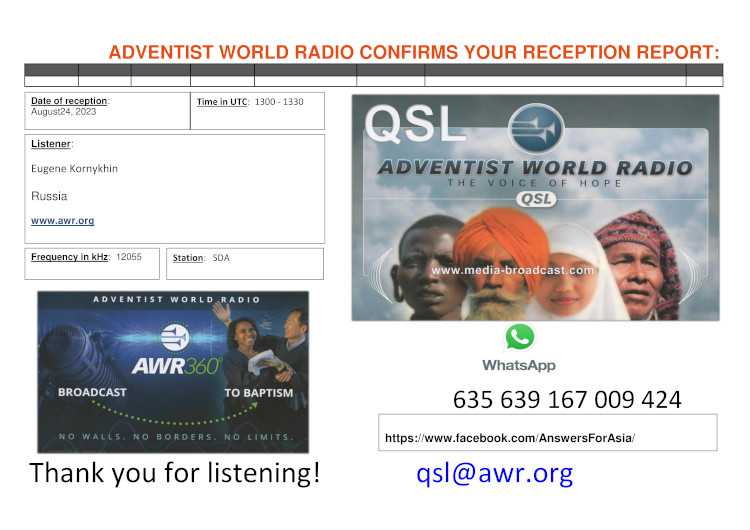 ADVENTIST WORLD RADIO CONFIRMS YOUR RECEPTION REPORT:
Date of reception:
August24, 2023
Time in UTC: 1300 - 1330
Listener:
Eugene Kornykhin
Russia
www.awr.org
Frequency in kHz: 12055
Station: SDA
QSL
ADVENTIST WORLD RADIO
THE VOICE OF HOPE
QSL
www.media-broadcast.com
ADVENTIST WORLD RADIO
AWR360°
BROADCAST
TO BAPTISM
NO WALLS. NO BORDERS. NO LIMITS.
WhatsApp
635 639 167 009 424
https://www.facebook.com/AnswersForAsia/
Thank you for listening!
qsl@awr.org